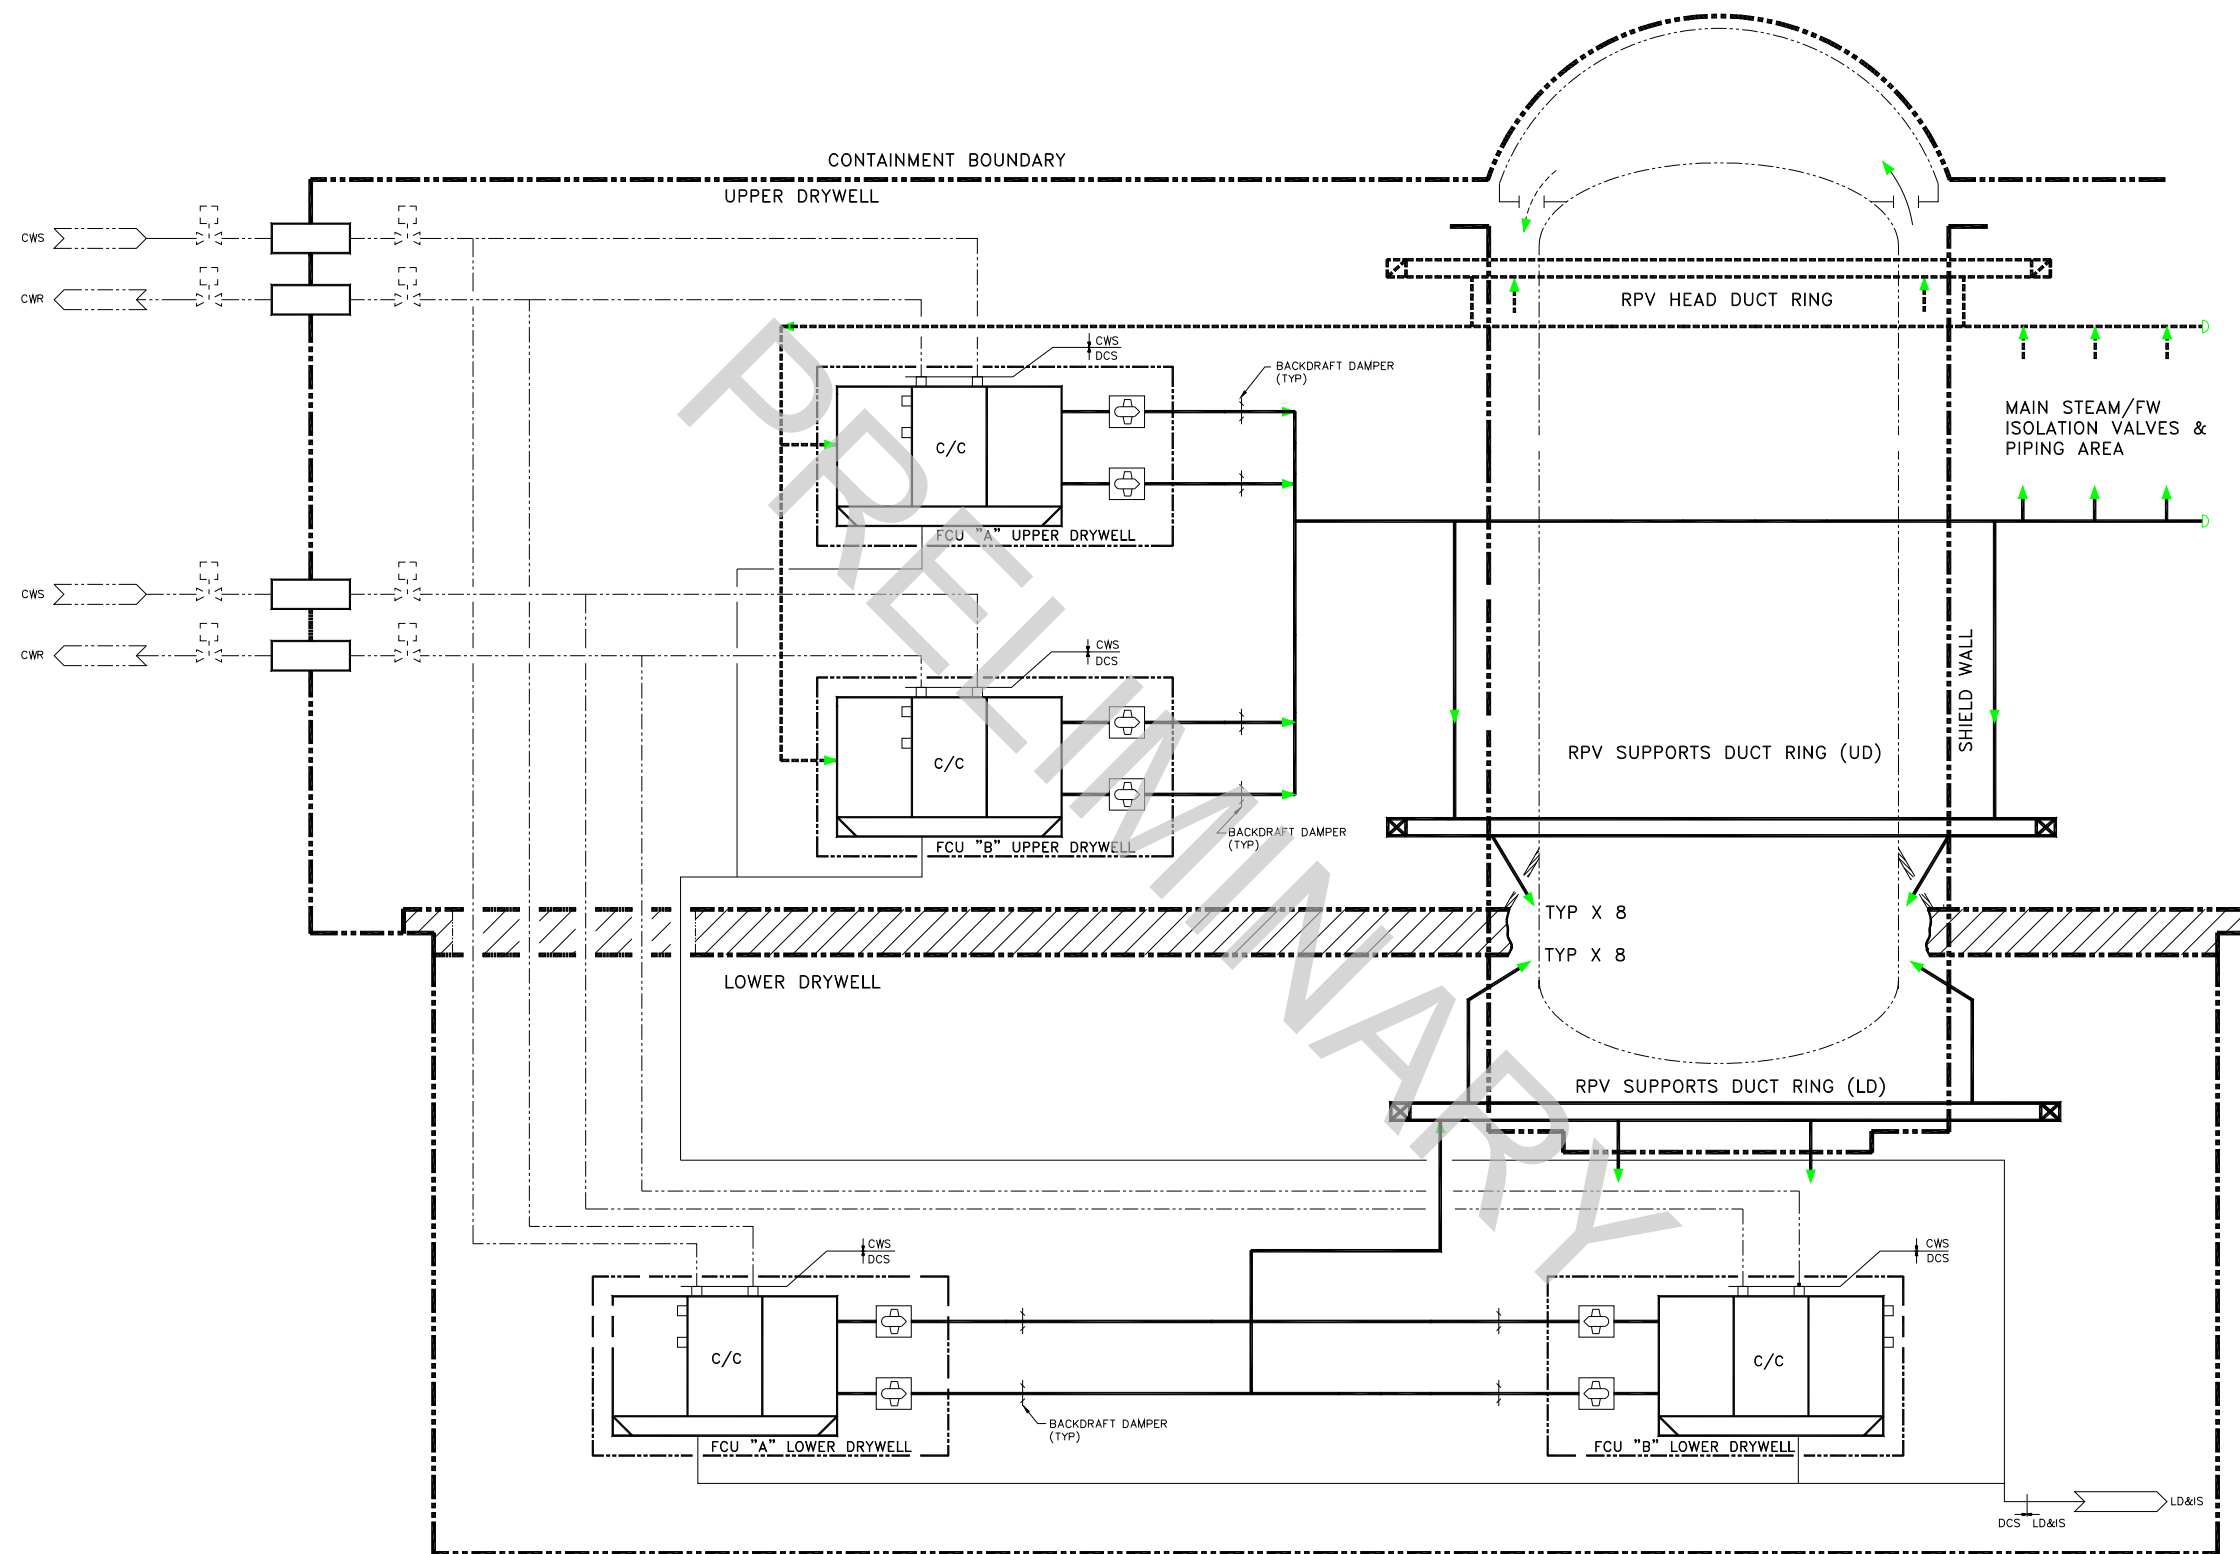 CONTAINMENT BOUNDARY
UPPER DRYWELL
CWS
CWR
RPV HEAD DUCT RING
CWS
DCS
BACKDRAFT DAMPER
(TYP)
MAIN STEAM/FW
ISOLATION VALVES &
PIPING AREA
C/C
FCU "A" UPPER DRYWELL
CWS
CWR
CWS
DCS
SHIELD WALL
RPV SUPPORTS DUCT RING (UD)
C/C
BACKDRAFT DAMPER
(TYP)
FCU "B" UPPER DRYWELL
PRELIMINARY
TYP X 8
TYP X 8
LOWER DRYWELL
RPV SUPPORTS DUCT RING (LD)
CWS
DCS
CWS
DCS
C/C
C/C
BACKDRAFT DAMPER
(TYP)
FCU "A" LOWER DRYWELL
FCU "B" LOWER DRYWELL
LD&IS
DCS LD&IS